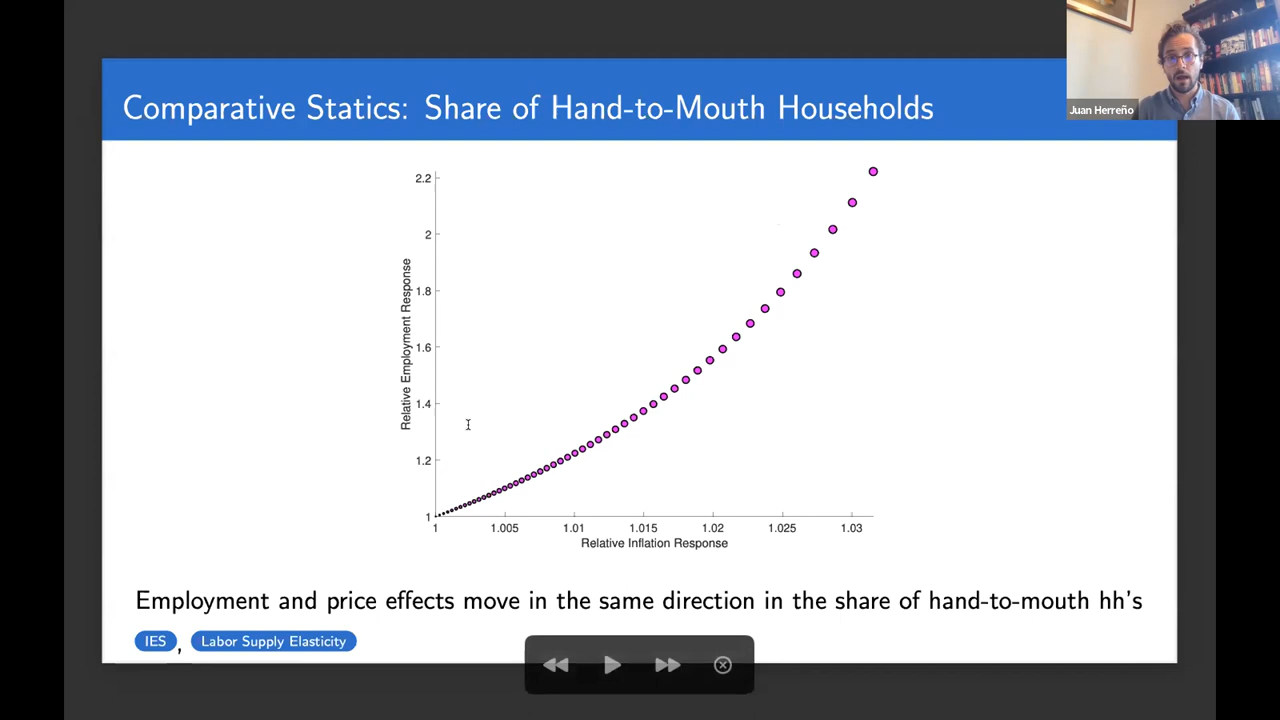 Juan Herreño
Comparative Statics: Share of Hand-to-Mouth Households
2.2
2
1.8
1.6
1.4
1.2
1
Relative Employment Response
1 1.005 1.01 1.015 1.02 1.025 1.03
Relative Inflation Response
Employment and price effects move in the same direction in the share of hand-to-mouth hh's
IES , Labor Supply Elasticity